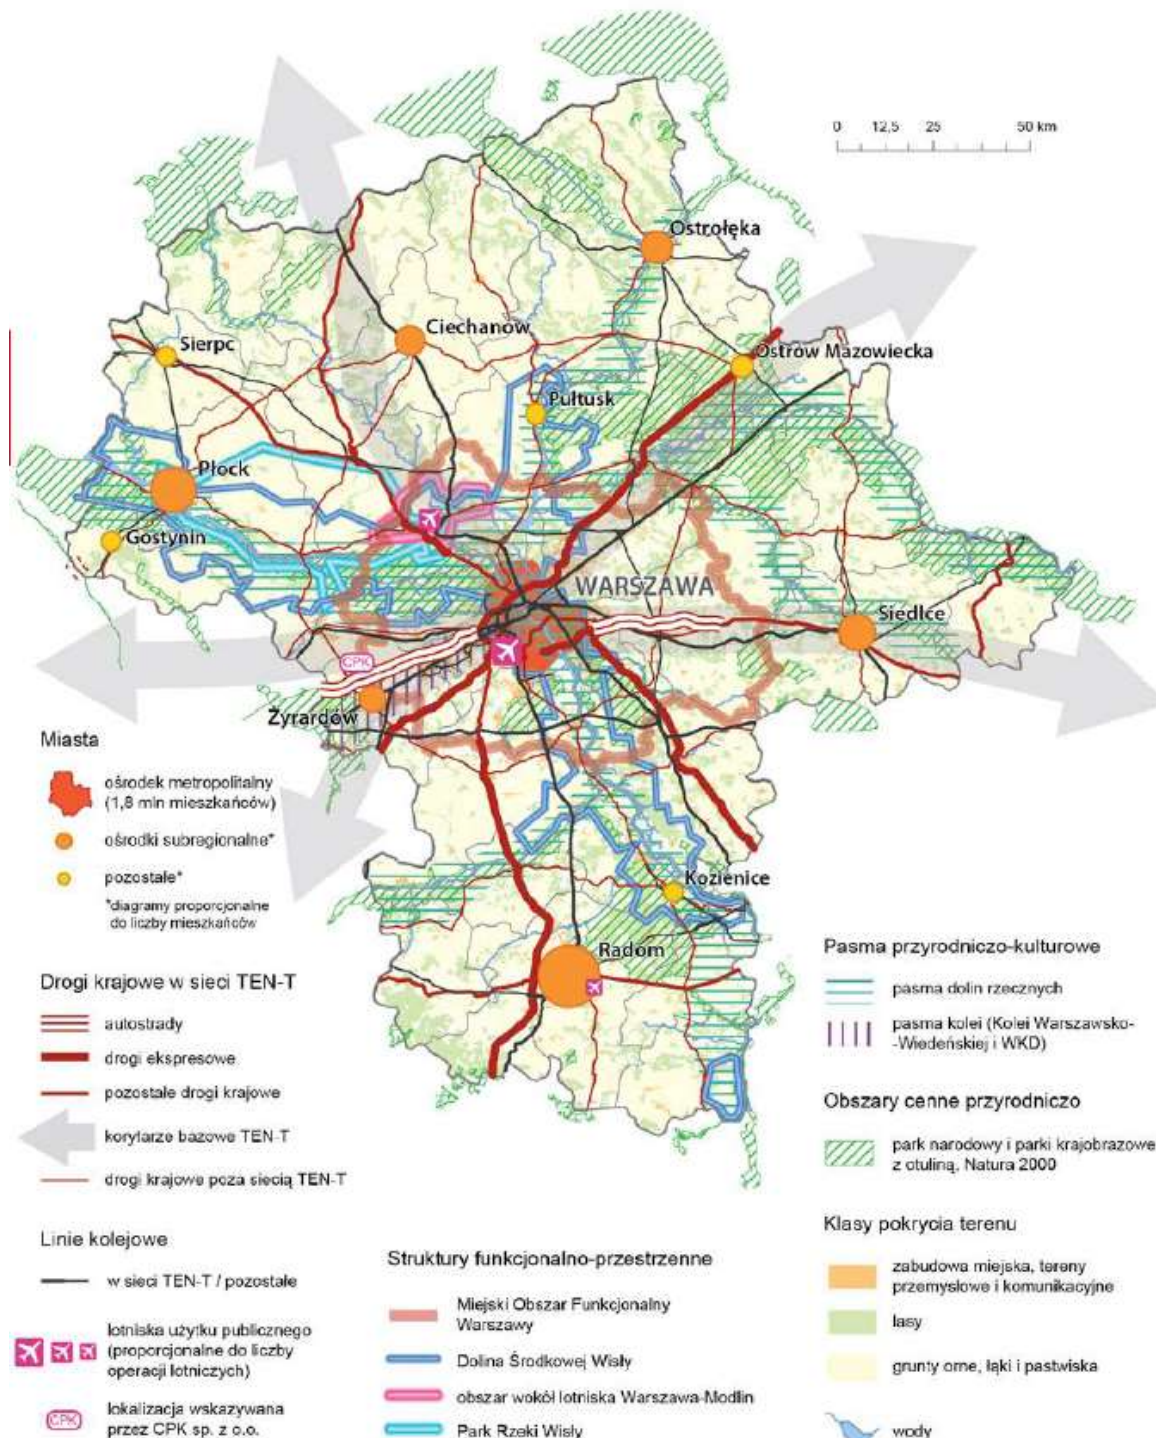 0 12,5 25 50 km
Ostrołęka
Ciechanów
Sierpc
Ostrów Mazowiecka
Pułtusk
Płock
Gostynin
WARSZAWA
Siedlce
CPK
Żyrardów
Kozienice
Radom
Miasta
ośrodek metropolitalny
(1,8 mln mieszkańców)
ośrodki subregionalne*
pozostałe*
*diagramy proporcjonalne
do liczby mieszkańców
Drogi krajowe w sieci TEN-T
autostrady
drogi ekspresowe
pozostałe drogi krajowe
korytarze bazowe TEN-T
drogi krajowe poza siecią TEN-T
Linie kolejowe
w sieci TEN-T / pozostałe
lotniska użytku publicznego
(proporcjonalne do liczby
operacji lotniczych)
CPK
lokalizacja wskazywana
przez CPK sp. z o.o.
Struktury funkcjonalno-przestrzenne
Miejski Obszar Funkcjonalny
Warszawy
Dolina Środkowej Wisły
obszar wokół lotniska Warszawa-Modlin
Park Rzeki Wisły
Pasma przyrodniczo-kulturowe
pasma dolin rzecznych
pasma kolei (Kolei Warszawsko-
-Wiedeńskiej i WKD)
Obszary cenne przyrodniczo
park narodowy i parki krajobrazowe
z otuliną, Natura 2000
Klasy pokrycia terenu
zabudowa miejska, tereny
przemysłowe i komunikacyjne
lasy
grunty orne, łąki i pastwiska
wody